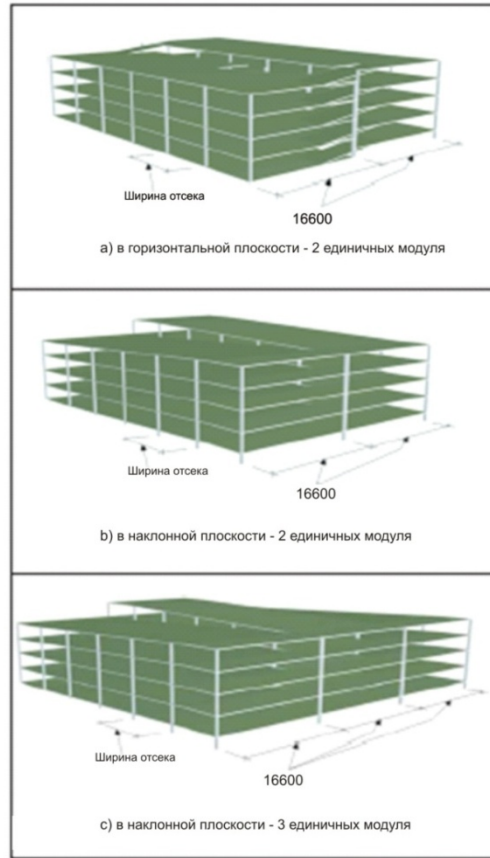 Ширина отсека
16600
а) в горизонтальной плоскости - 2 единичных модуля
Ширина отсека
16600
b) в наклонной плоскости - 2 единичных модуля
Ширина отсека
16600
c) в наклонной плоскости - 3 единичных модуля